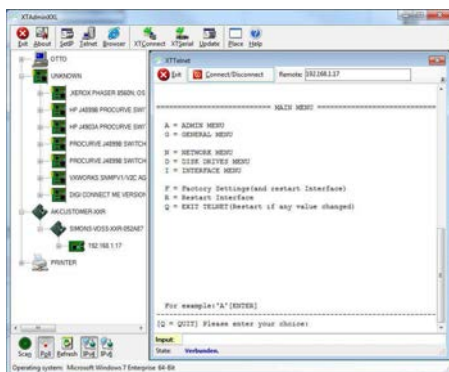 XTAdminXXL
Exit About SetIP Telnet Browser XTConnect XTSerial Update Place Help
OTTO
UNKNOWN
XEROX PHASER 8560N; OS
HP J4899B PROCURVE SWIT
HP J4903A PROCURVE SWIT
PROCURVE J4899B SWITCH
PROCURVE J4899B SWITCH
VXWORKS SNMPV1/V2C AG
DIGI CONNECT ME VERSION
AKCUSTOMER-XXR
SIMONS-VOSS-XXR-052A87
192.168.1.17
PRINTER
Scan Poll Refresh IPv4 IPv6
Operating system: Microsoft Windows 7 Enterprise 64-Bit
XTTelnet
Exit Connect/Disconnect Remote: 192.168.1.17
MAIN MENU
A = ADMIN MENU
G = GENERAL MENU
N = NETWORK MENU
D = DISK DRIVES MENU
I = INTERFACE MENU
F = Factory Settings(and restart Interface)
R = Restart Interface
Q = EXIT TELNET(Restart if any value changed)
For example:'A'[ENTER]
[Q = QUIT] Please enter your choice:
Input:
State: Verbunden.